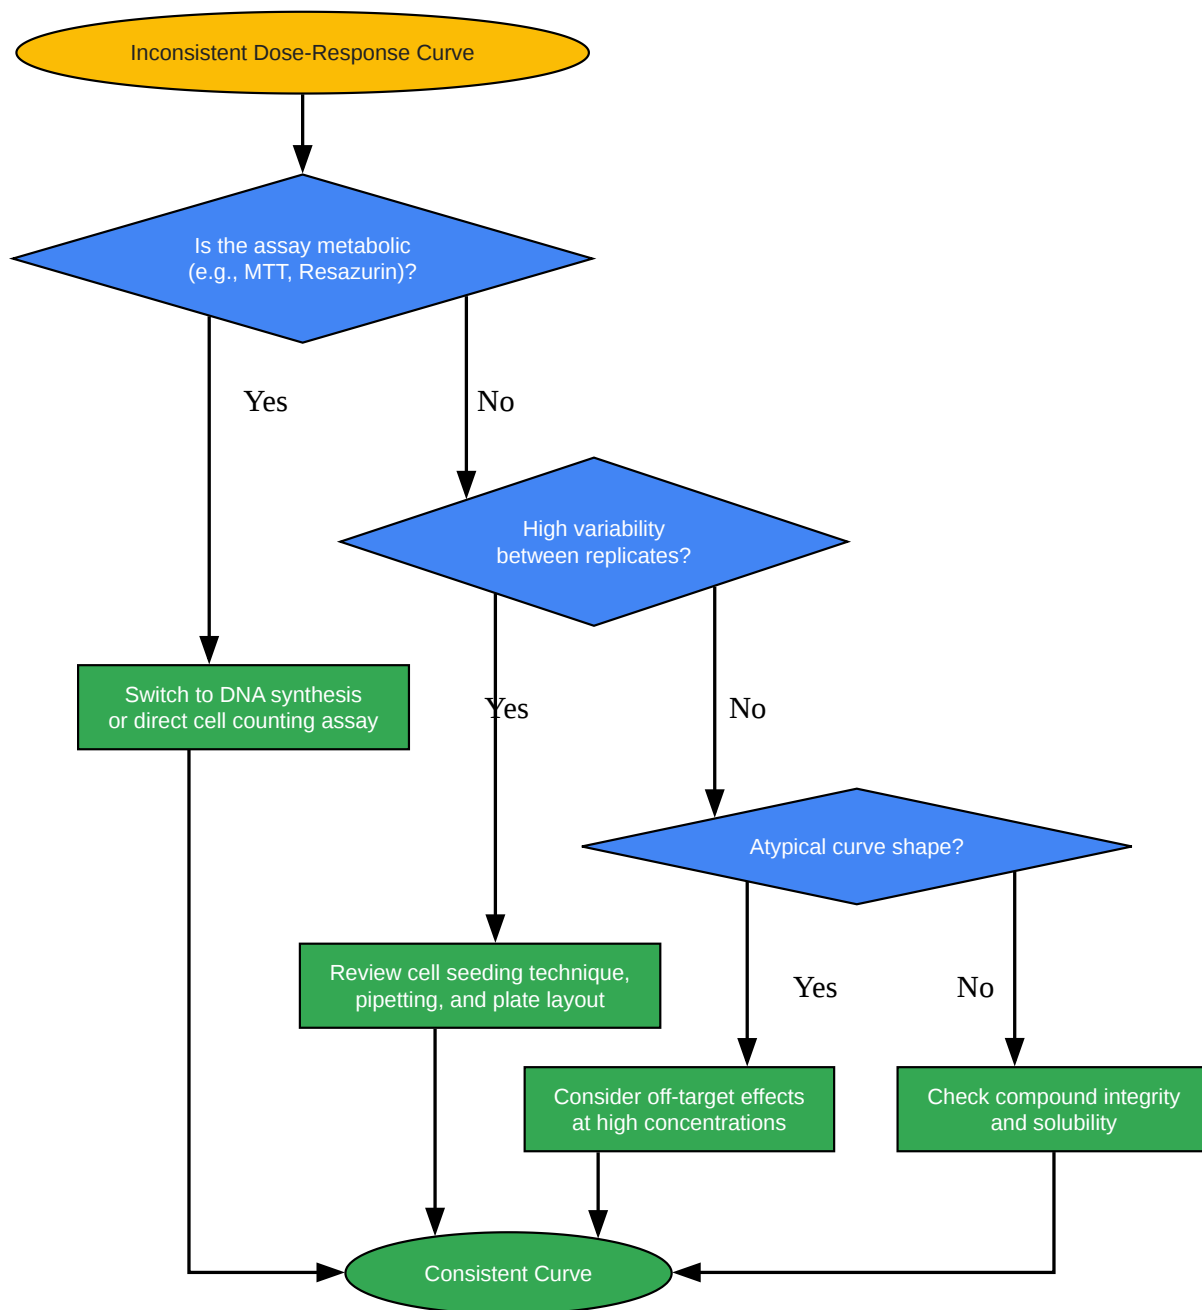 Inconsistent Dose-Response Curve
Is the assay metabolic
(e.g., MTT, Resazurin)?
Yes
No
High variability
between replicates?
Switch to DNA synthesis
or direct cell counting assay
Yes
No
Atypical curve shape?
Review cell seeding technique,
pipetting, and plate layout
Yes
No
Consider off-target effects
at high concentrations
Check compound integrity
and solubility
Consistent Curve